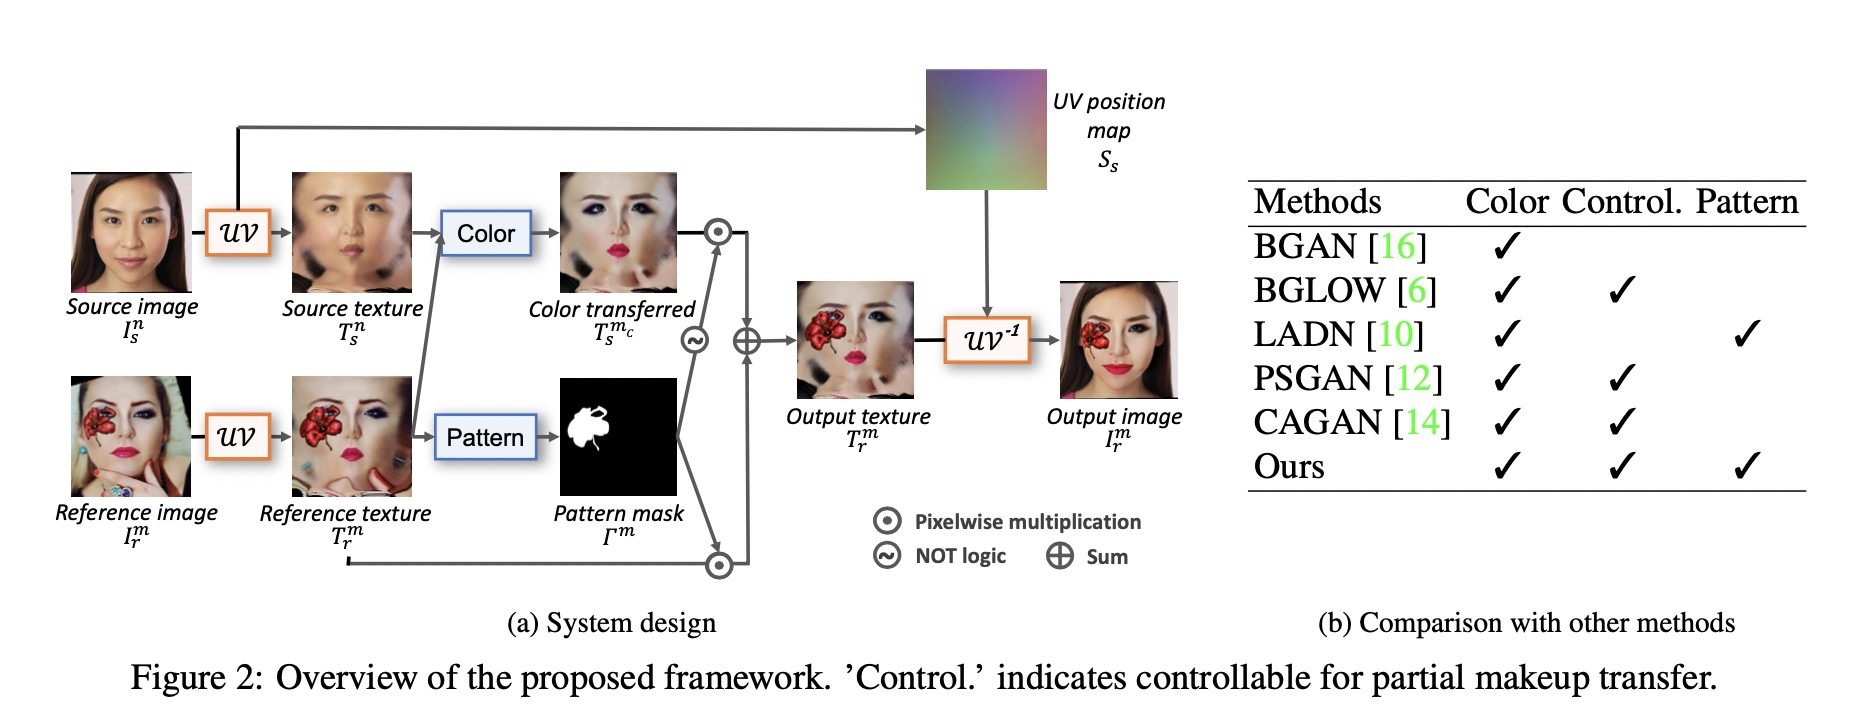 UV position
map
S_s
UV
Color
Source image
I_s^n
Source texture
T_s^n
Color transferred
T_s^{m_c}
~
UV^{-1}
UV
Pattern
Output texture
T_r^m
Output image
I_r^m
Reference image
I_r^m
Reference texture
T_r^m
Pattern mask
Γ^m
Pixelwise multiplication
~ NOT logic
Sum
(a) System design
Methods Color Control. Pattern
BGAN [16] ✓
BGLOW [6] ✓ ✓
LADN [10] ✓ ✓
PSGAN [12] ✓ ✓
CAGAN [14] ✓ ✓
Ours ✓ ✓ ✓
(b) Comparison with other methods
Figure 2: Overview of the proposed framework. ’Control.’ indicates controllable for partial makeup transfer.